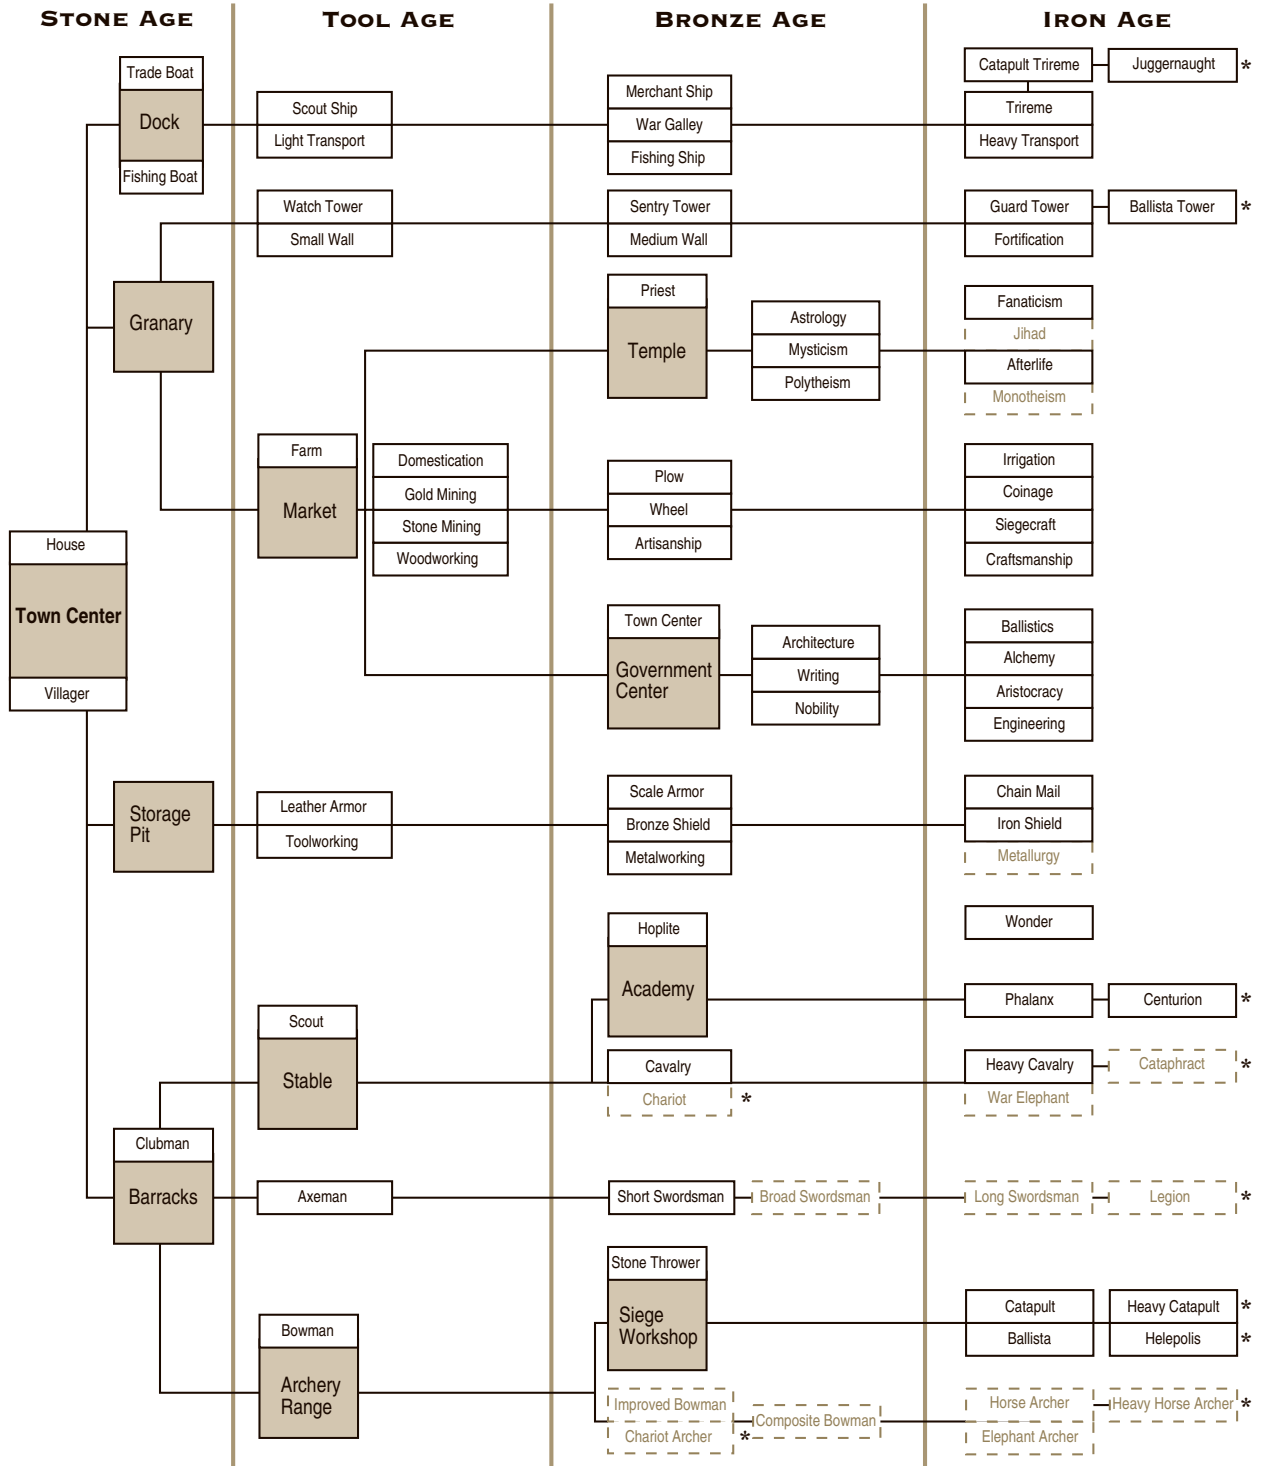 STONE AGE
TOOL AGE
BRONZE AGE
IRON AGE
Trade Boat
Dock
Fishing Boat
Scout Ship
Light Transport
Merchant Ship
War Galley
Fishing Ship
Catapult Trireme
Juggernaught *
Trireme
Heavy Transport
Granary
Watch Tower
Small Wall
Sentry Tower
Medium Wall
Guard Tower
Ballista Tower *
Fortification
Priest
Temple
Astrology
Mysticism
Polytheism
Fanaticism
Jihad
Afterlife
Monotheism
Farm
Market
Domestication
Gold Mining
Stone Mining
Woodworking
Plow
Wheel
Artisanship
Irrigation
Coinage
Siegecraft
Craftsmanship
House
Town Center
Villager
Town Center
Government
Center
Architecture
Writing
Nobility
Ballistics
Alchemy
Aristocracy
Engineering
Storage
Pit
Leather Armor
Toolworking
Scale Armor
Bronze Shield
Metalworking
Chain Mail
Iron Shield
Metallurgy
Wonder
Hoplite
Academy
Phalanx
Centurion *
Scout
Stable
Cavalry
Chariot *
Heavy Cavalry
Cataphract *
War Elephant
Clubman
Barracks
Axeman
Short Swordsman
Broad Swordsman
Long Swordsman
Legion *
Stone Thrower
Siege
Workshop
Catapult
Heavy Catapult *
Ballista
Helepolis *
Bowman
Archery
Range
Improved Bowman
Chariot Archer *
Composite Bowman
Horse Archer
Heavy Horse Archer *
Elephant Archer